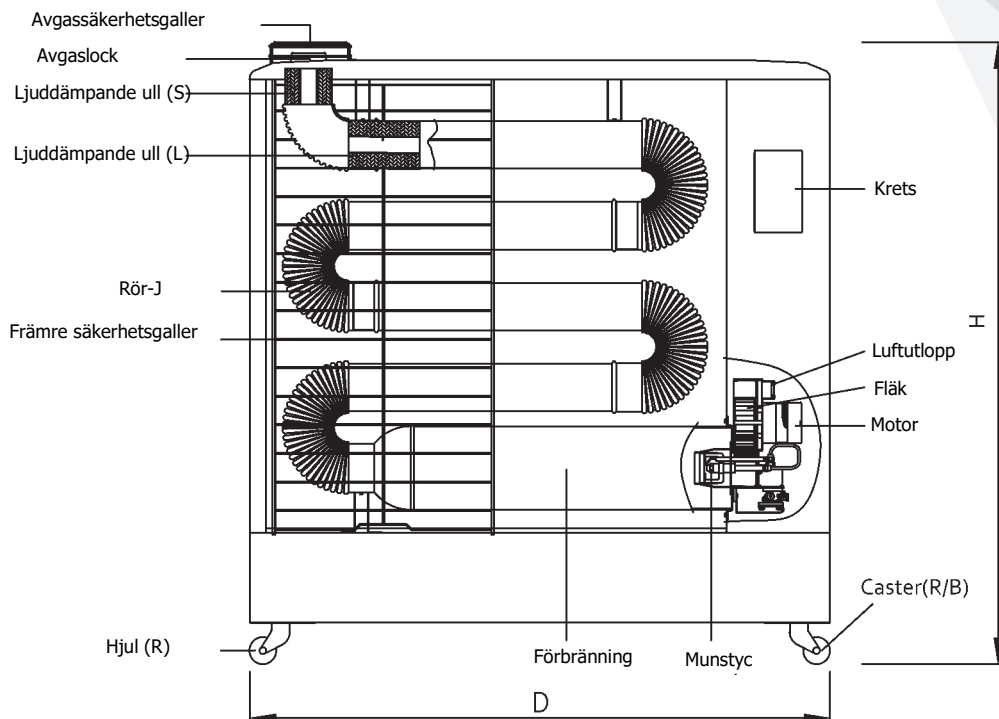 Avgassäkerhetsgaller
Avgaslock
Ljuddämpande ull (S)
Ljuddämpande ull (L)
Rör-J
Främre säkerhetsgaller
Hjul (R)
Krets
Luftutlopp
Fläk
Motor
Caster(R/B)
Förbränning
Munstyc
H
D